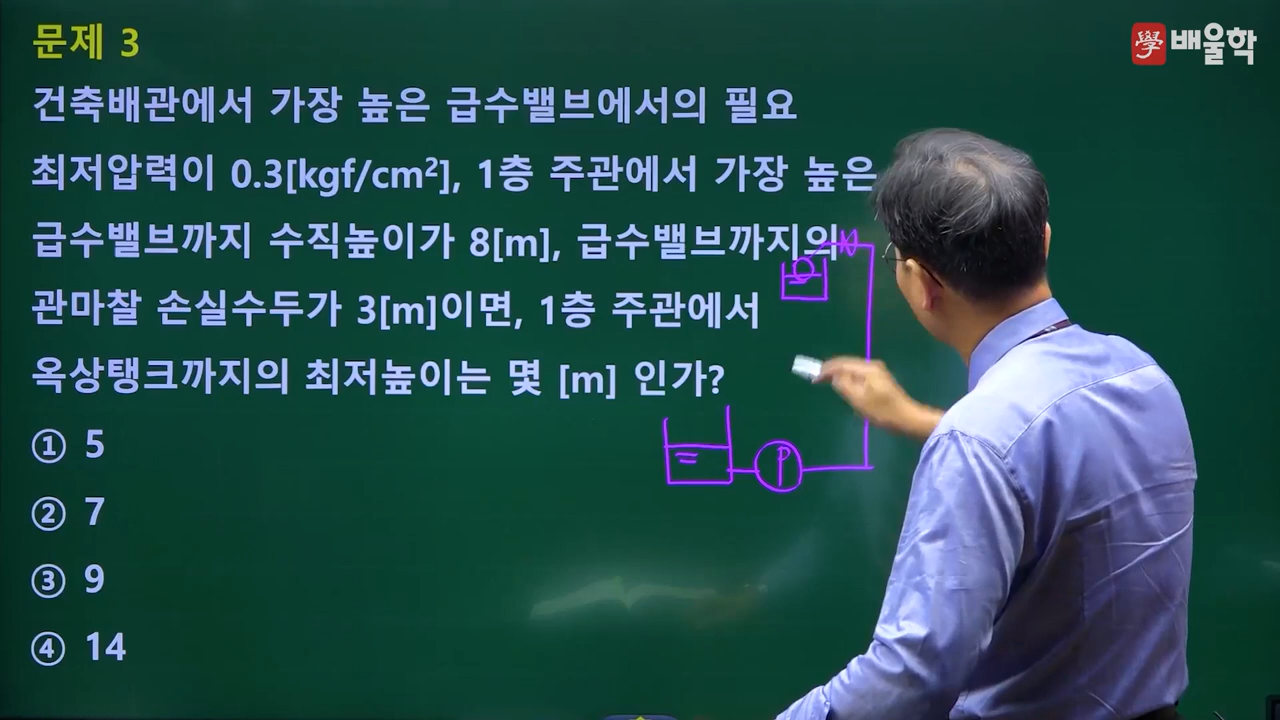 문제 3
學 배울학
건축배관에서 가장 높은 급수밸브에서의 필요
최저압력이 0.3[kgf/cm²], 1층 주관에서 가장 높은
급수밸브까지 수직높이가 8[m], 급수밸브까지의
관마찰 손실수두가 3[m]이면, 1층 주관에서
옥상탱크까지의 최저높이는 몇 [m] 인가?
① 5
P
② 7
③ 9
④ 14